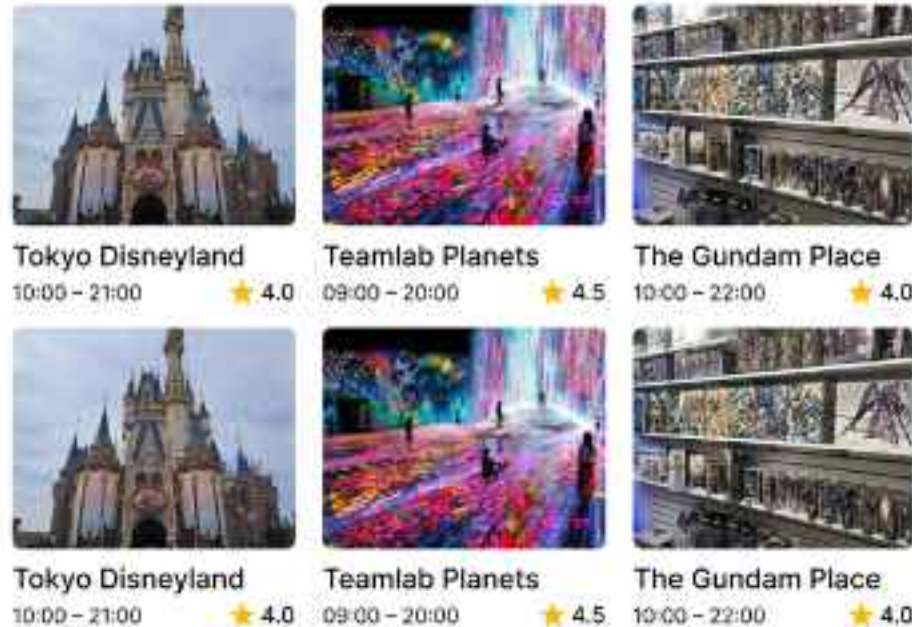 Tokyo Disneyland
10:00 – 21:00 4.0
Teamlab Planets
09:00 – 20:00 4.5
The Gundam Place
10:00 – 22:00 4.0
Tokyo Disneyland
10:00 – 21:00 4.0
Teamlab Planets
09:00 – 20:00 4.5
The Gundam Place
10:00 – 22:00 4.0